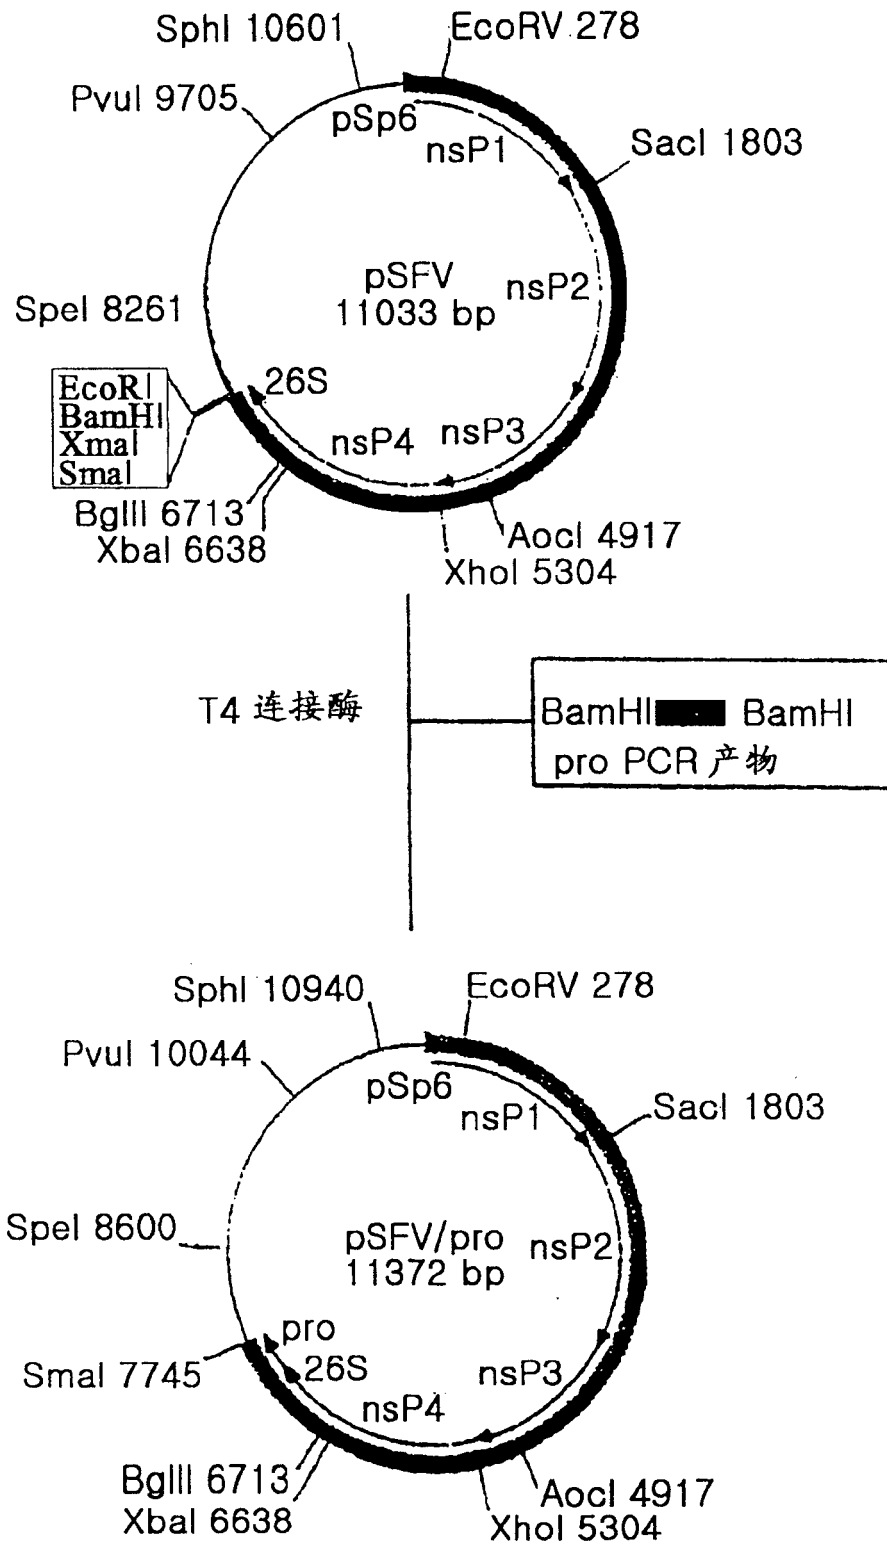 SphI 10601
EcoRV 278
PvuI 9705
pSp6
nsP1
SacI 1803
pSFV
11033 bp
nsP2
SpeI 8261
EcoRI
BamHI
XmaI
SmaI
26S
nsP4
nsP3
BglII 6713
XbaI 6638
AocI 4917
XhoI 5304
T4 连接酶
BamHI BamHI
pro PCR 产物
SphI 10940
EcoRV 278
PvuI 10044
pSp6
nsP1
SacI 1803
SpeI 8600
pSFV/pro
11372 bp
nsP2
pro
26S
SmaI 7745
nsP3
nsP4
BglII 6713
XbaI 6638
AocI 4917
XhoI 5304